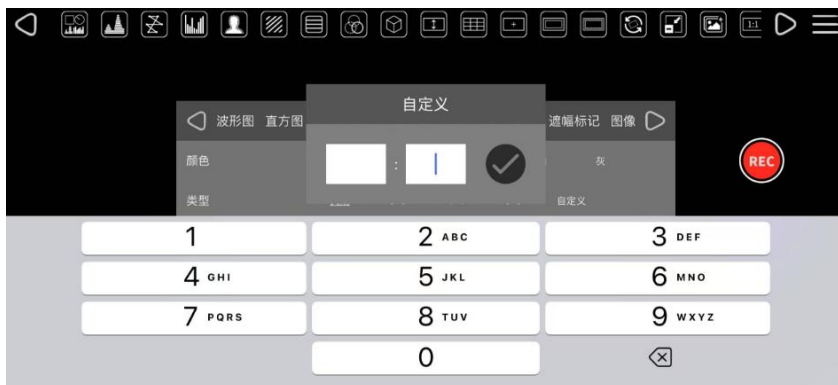 1:1
自定义
波形图 直方图 遮幅标记 图像
:
REC
颜色 灰
类型 自定义
1 2 ABC 3 DEF
4 GHI 5 JKL 6 MNO
7 PQRS 8 TUV 9 WXYZ
0